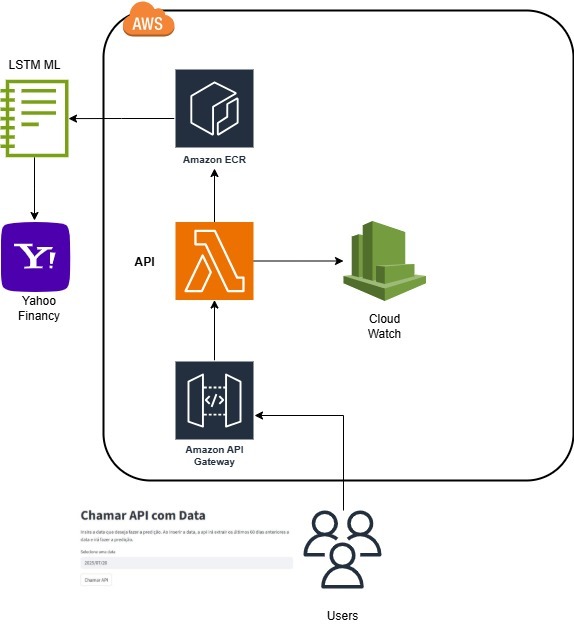 AWS
LSTM ML
Amazon ECR
API
Y!
Yahoo
Financy
Cloud
Watch
</>
Amazon API
Gateway
Chamar API com Data
Insira a data que deseja fazer a predição. Ao inserir a data, a api irá extrair os últimos 60 dias anteriores a
data e irá fazer a predição.
Selecione uma data
2025/07/28
Chamar API
Users